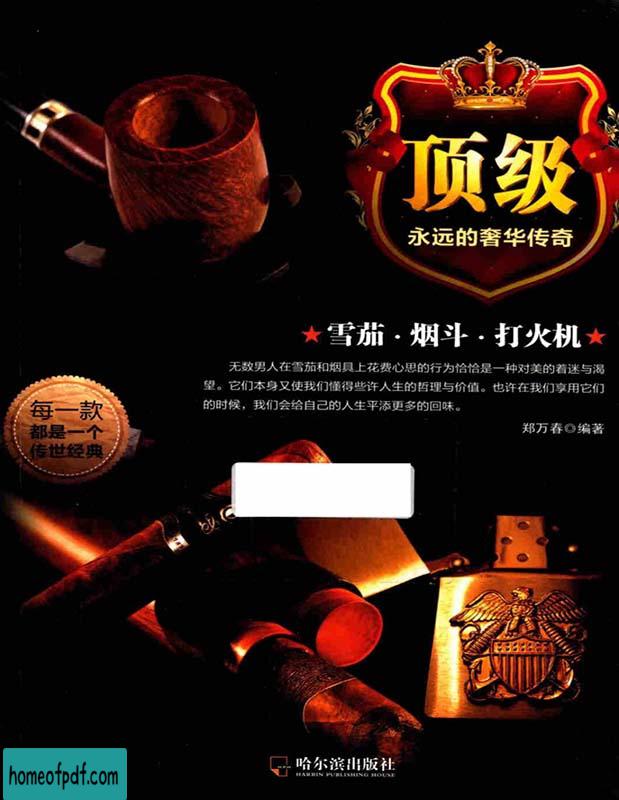 顶级
永远的奢华传奇
★雪茄·烟斗·打火机★
无数男人在雪茄和烟具上花费心思的行为恰恰是一种对美的着迷与渴
望。它们本身又使我们懂得些许人生的哲理与价值。也许在我们享用它们
的时候，我们会给自己的人生平添更多的回味。
郑万春◎编著
每一款
都是一个
传世经典
哈尔滨出版社
HARBIN PUBLISHING HOUSE
homeofpdf.com